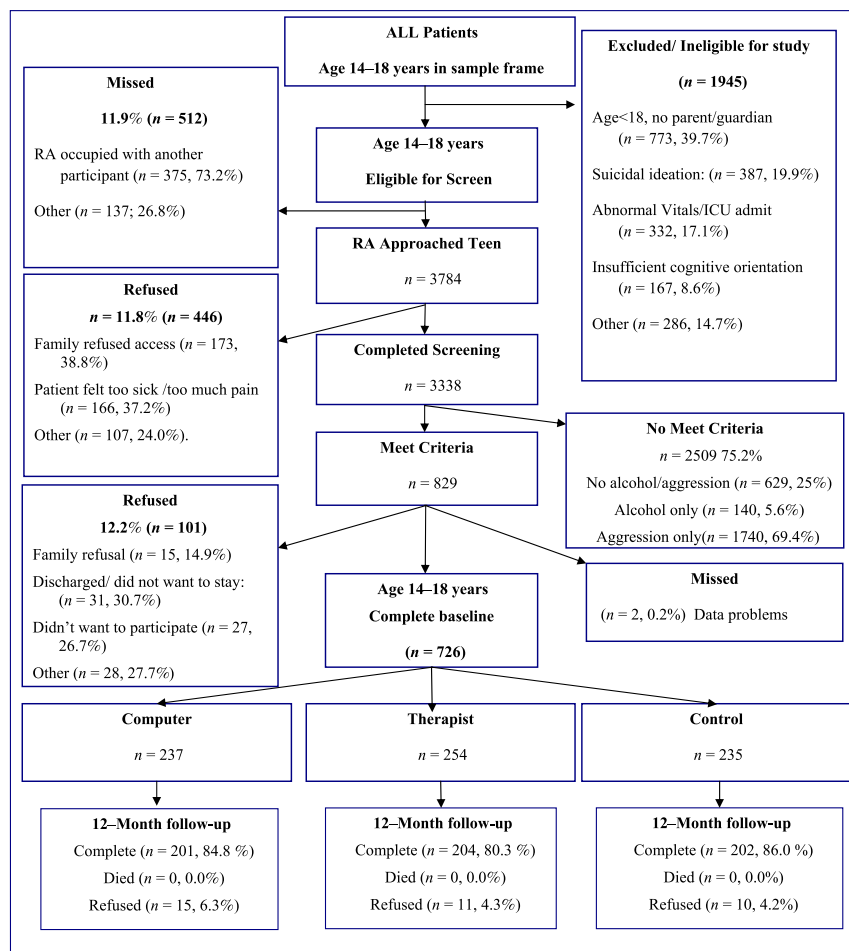 ALL Patients
Age 14–18 years in sample frame
Excluded/ Ineligible for study
(n = 1945)
Age<18, no parent/guardian
(n = 773, 39.7%)
Suicidal ideation: (n = 387, 19.9%)
Abnormal Vitals/ICU admit
(n = 332, 17.1%)
Insufficient cognitive orientation
(n = 167, 8.6%)
Other (n = 286, 14.7%)
Missed
11.9% (n = 512)
RA occupied with another
participant (n = 375, 73.2%)
Other (n = 137; 26.8%)
Age 14–18 years
Eligible for Screen
RA Approached Teen
n = 3784
Refused
n = 11.8% (n = 446)
Family refused access (n = 173,
38.8%)
Patient felt too sick /too much pain
(n = 166, 37.2%)
Other (n = 107, 24.0%).
Completed Screening
n = 3338
No Meet Criteria
n = 2509 75.2%
No alcohol/aggression (n = 629, 25%)
Alcohol only (n = 140, 5.6%)
Aggression only(n = 1740, 69.4%)
Meet Criteria
n = 829
Refused
12.2% (n = 101)
Family refusal (n = 15, 14.9%)
Discharged/ did not want to stay:
(n = 31, 30.7%)
Didn’t want to participate (n = 27,
26.7%)
Other (n = 28, 27.7%)
Missed
(n = 2, 0.2%) Data problems
Age 14–18 years
Complete baseline
(n = 726)
Computer
n = 237
Therapist
n = 254
Control
n = 235
12–Month follow-up
Complete (n = 201, 84.8 %)
Died (n = 0, 0.0%)
Refused (n = 15, 6.3%)
12–Month follow-up
Complete (n = 204, 80.3 %)
Died (n = 0, 0.0%)
Refused (n = 11, 4.3%)
12–Month follow-up
Complete (n = 202, 86.0 %)
Died (n = 0, 0.0%)
Refused (n = 10, 4.2%)